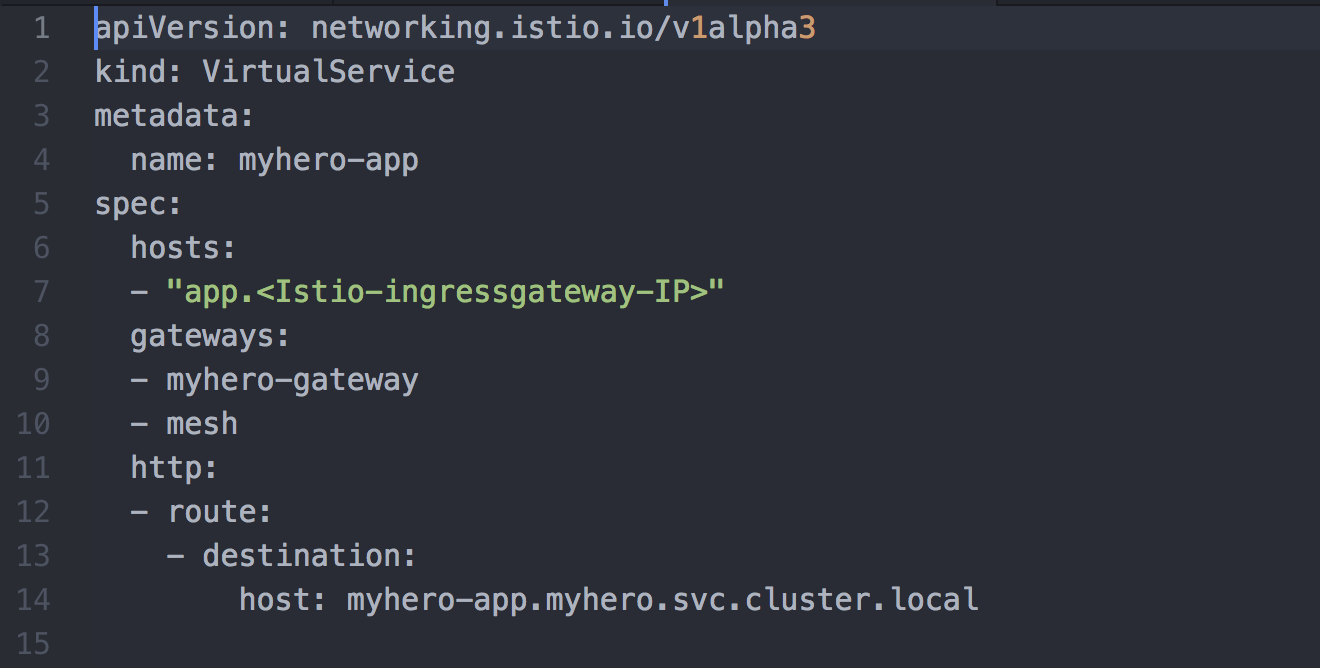 1 apiVersion: networking.istio.io/v1alpha3
2 kind: VirtualService
3 metadata:
4   name: myhero-app
5 spec:
6   hosts:
7   - "app.<Istio-ingressgateway-IP>"
8   gateways:
9   - myhero-gateway
10   - mesh
11   http:
12   - route:
13     - destination:
14         host: myhero-app.myhero.svc.cluster.local
15